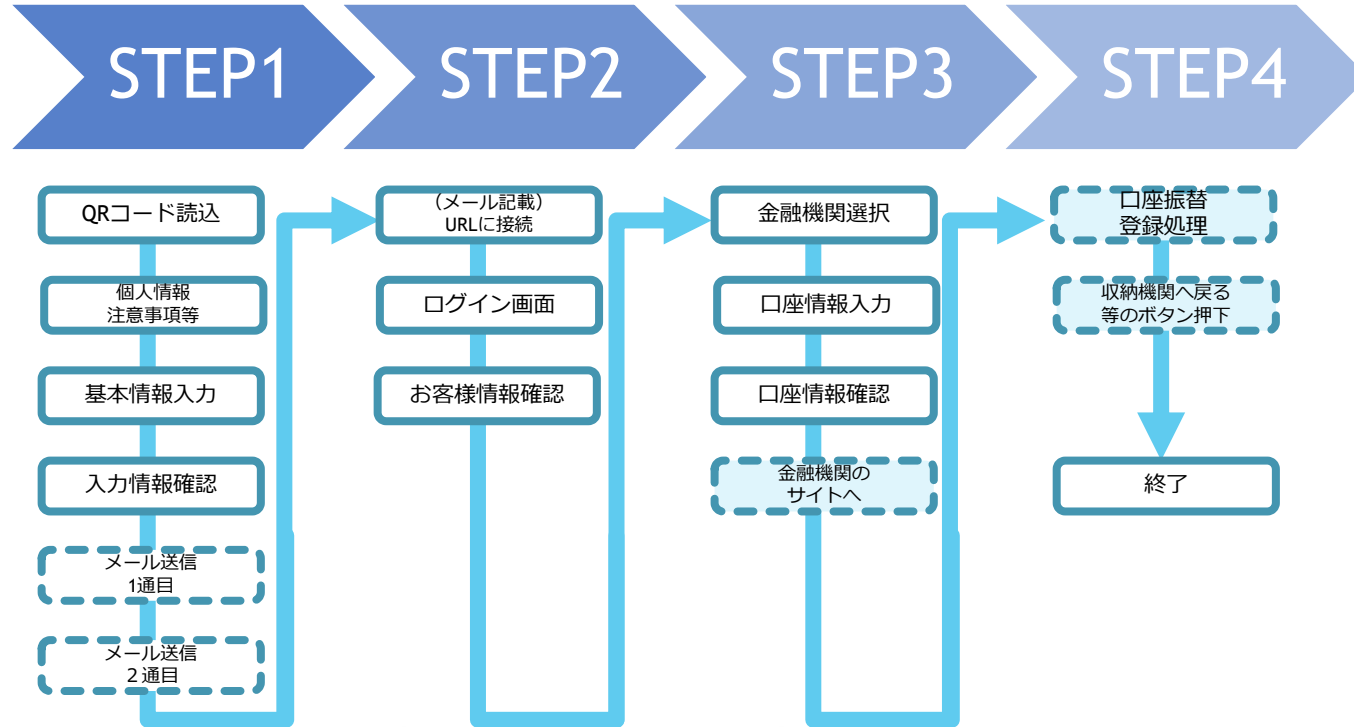 STEP1
STEP2
STEP3
STEP4
QRコード読込
個人情報
注意事項等
基本情報入力
入力情報確認
メール送信
1通目
メール送信
２通目
（メール記載）
URLに接続
ログイン画面
お客様情報確認
金融機関選択
口座情報入力
口座情報確認
金融機関の
サイトへ
口座振替
登録処理
収納機関へ戻る
等のボタン押下
終了